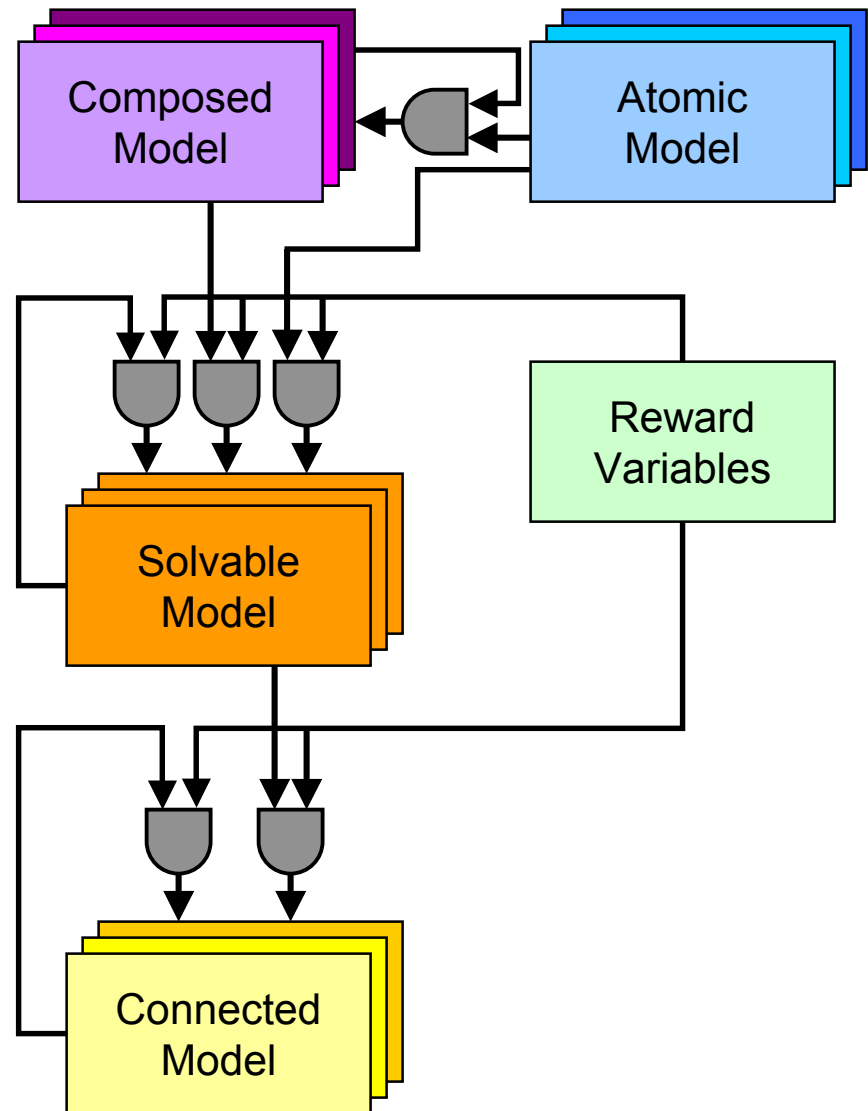 Composed
Model
Atomic
Model
Reward
Variables
Solvable
Model
Connected
Model